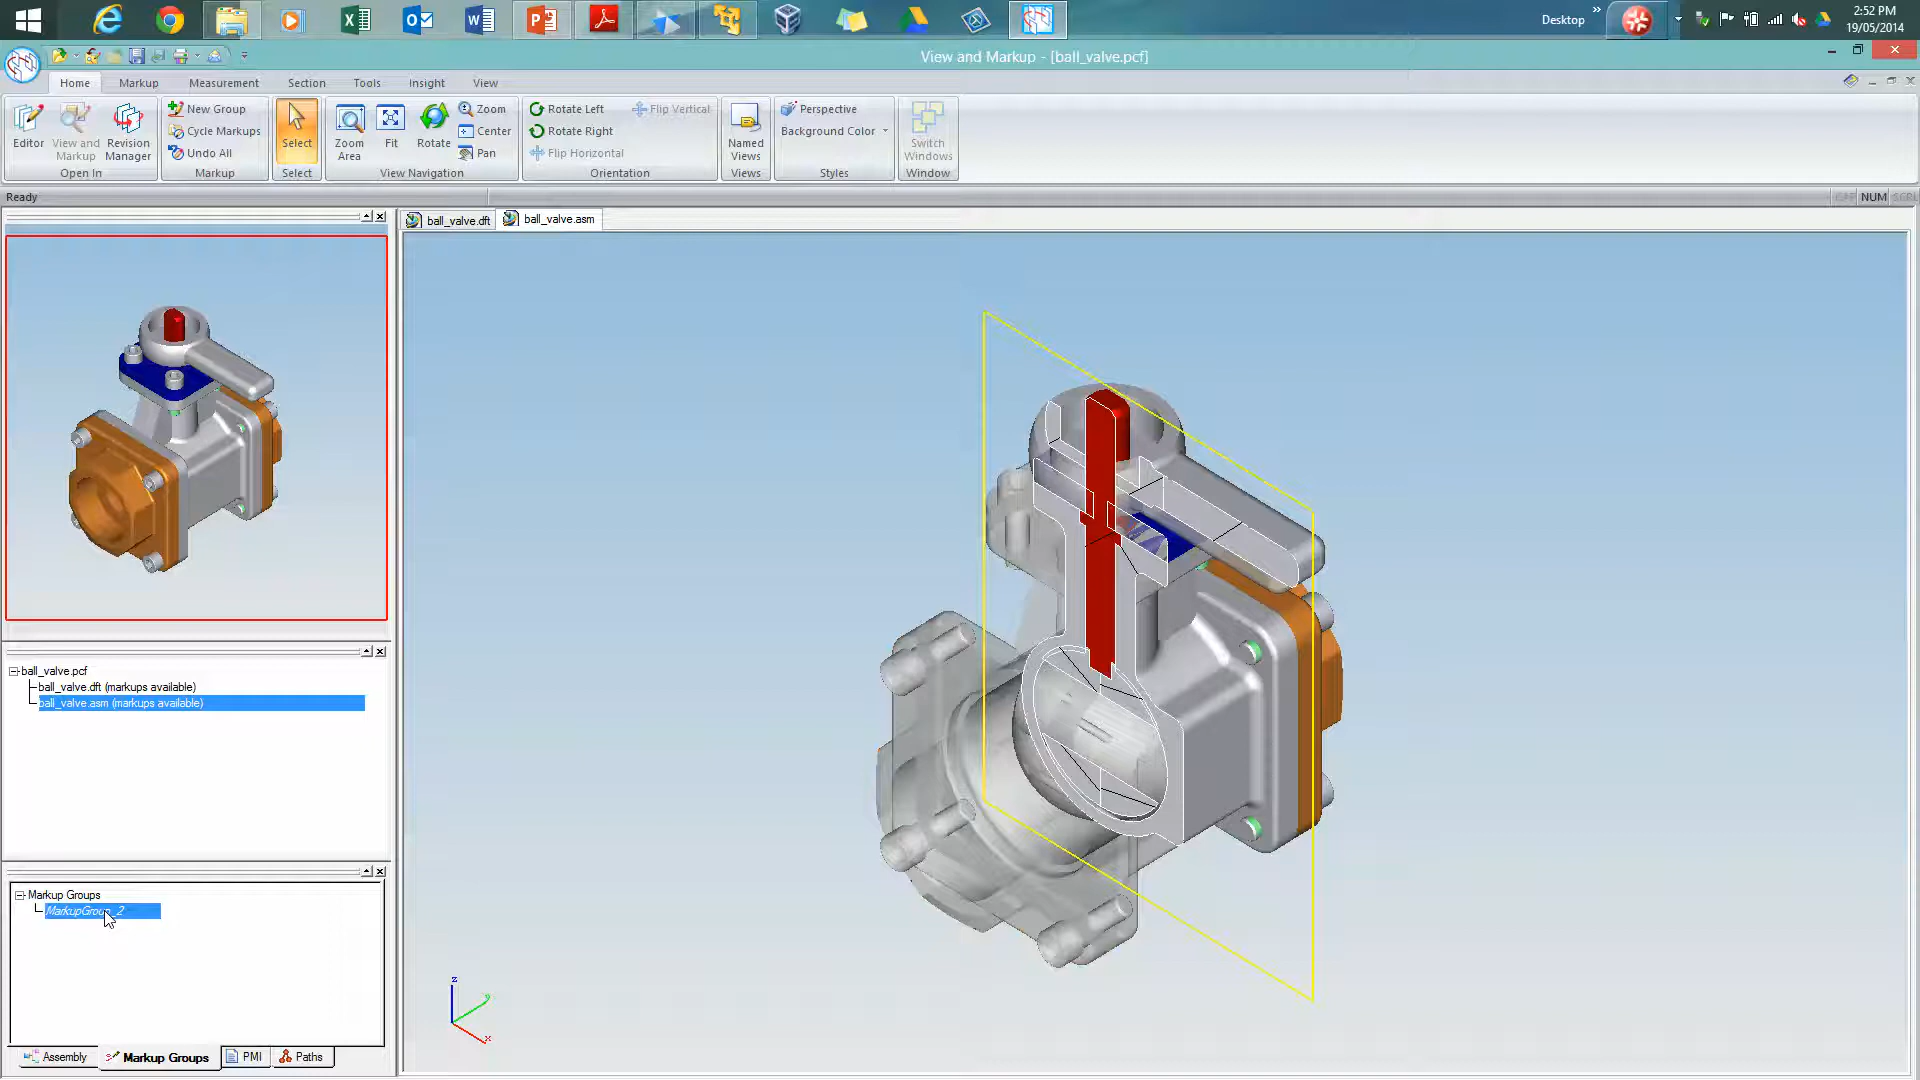 Desktop
2:52 PM
19/05/2014
View and Markup - [ball_valve.pcf]
Home Markup Measurement Section Tools Insight View
Editor
View and Markup
Revision Manager
Open In
New Group
Cycle Markups
Undo All
Markup
Select
Select
Zoom Area
Fit
Rotate
Zoom
Center
Pan
View Navigation
Rotate Left
Rotate Right
Flip Horizontal
Flip Vertical
Orientation
Named Views
Views
Perspective
Background Color
Styles
Switch Windows
Window
Ready
CAP NUM SCRL
ball_valve.dft
ball_valve.asm
ball_valve.pcf
ball_valve.dft (markups available)
ball_valve.asm (markups available)
Markup Groups
MarkupGroup_2
z
y
x
Assembly
Markup Groups
PMI
Paths